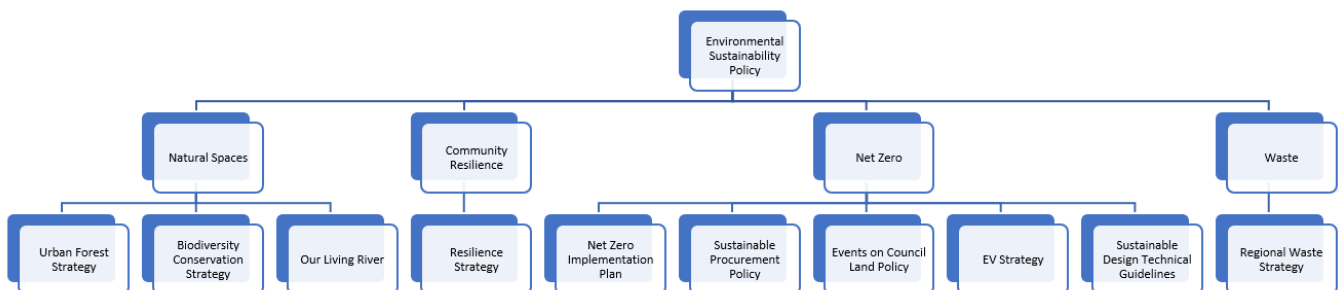 Environmental
Sustainability
Policy
Natural Spaces
Community
Resilience
Net Zero
Waste
Urban Forest
Strategy
Biodiversity
Conservation
Strategy
Our Living River
Resilience
Strategy
Net Zero
Implementation
Plan
Sustainable
Procurement
Policy
Events on Council
Land Policy
EV Strategy
Sustainable
Design Technical
Guidelines
Regional Waste
Strategy